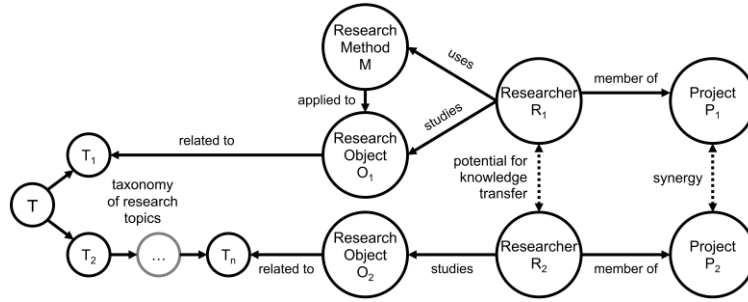 Research
Method
M
uses
Researcher
R₁
member of
Project
P₁
applied to
studies
related to
Research
Object
O₁
T₁
potential for
knowledge
transfer
synergy
taxonomy
of research
topics
T
T₂
...
Tₙ
related to
Research
Object
O₂
studies
Researcher
R₂
member of
Project
P₂